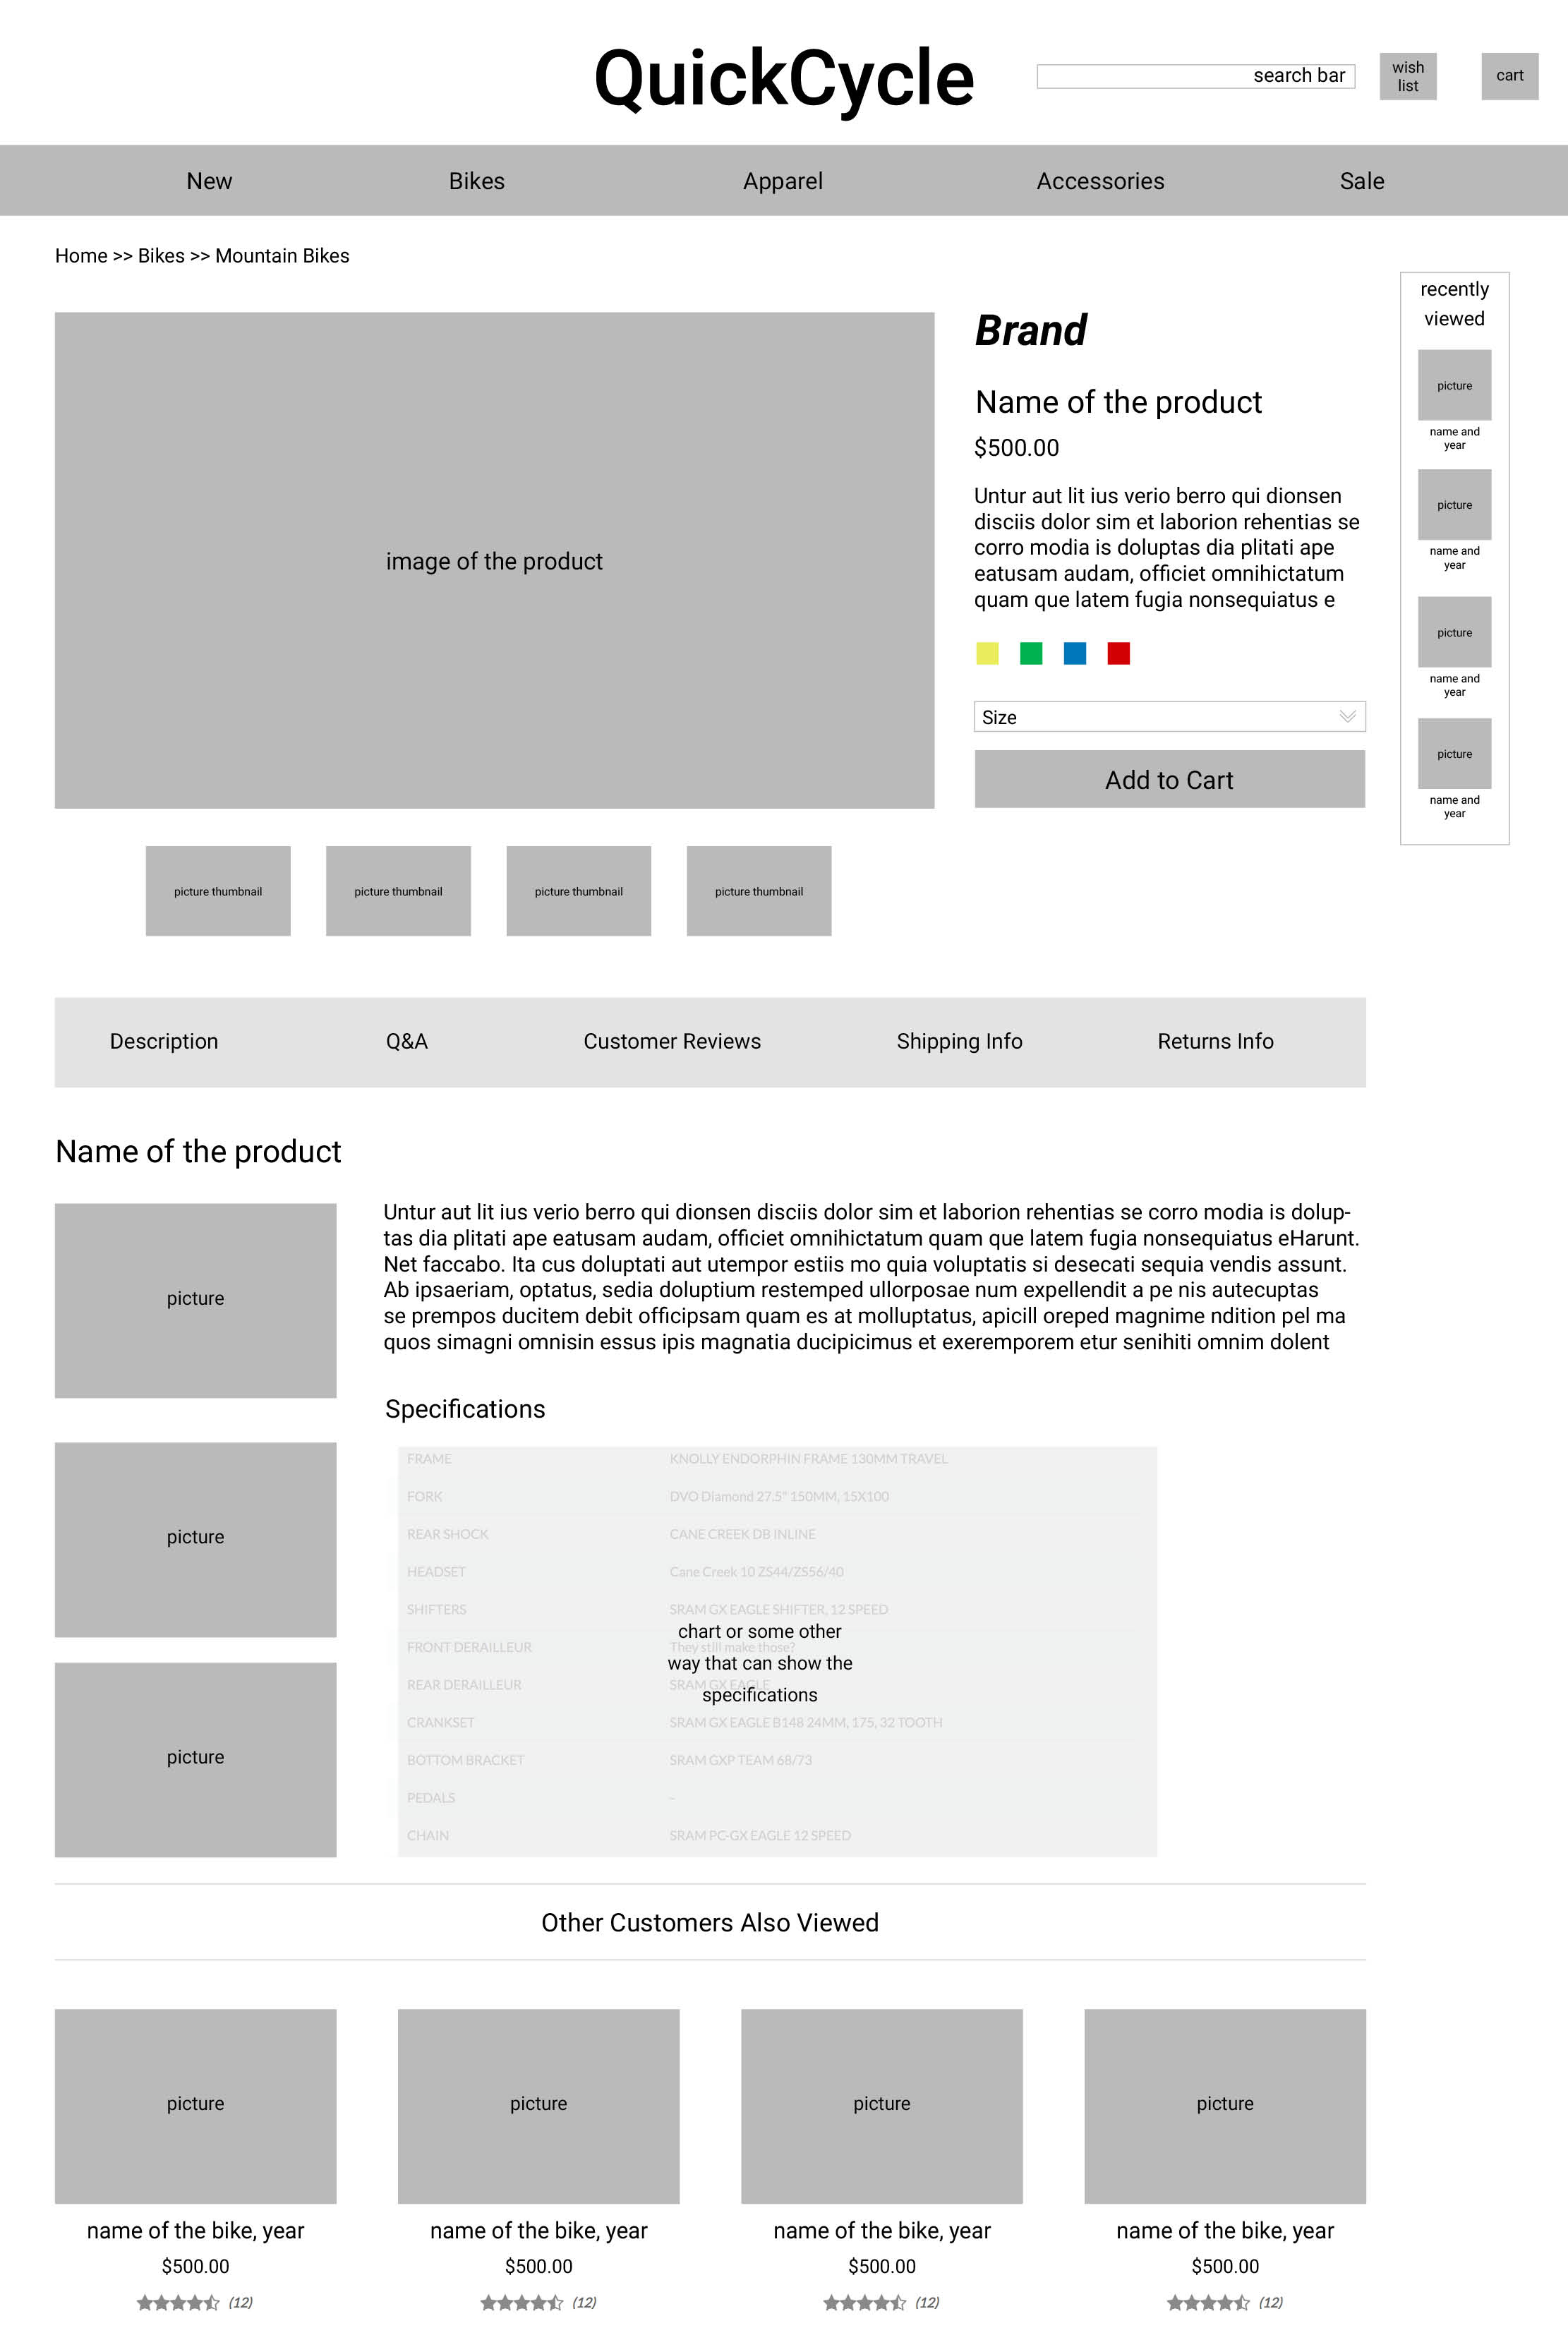 QuickCycle
search bar
wish
list
cart
New
Bikes
Apparel
Accessories
Sale
Home >> Bikes >> Mountain Bikes
image of the product
Brand
Name of the product
$500.00
Untur aut lit ius verio berro qui dionsen
disciis dolor sim et laborion rehentias se
corro modia is doluptas dia plitati ape
eatusam audam, officiet omnihictatum
quam que latem fugia nonsequiatus e
Size
Add to Cart
recently
viewed
picture
name and
year
picture
name and
year
picture
name and
year
picture
name and
year
picture thumbnail
picture thumbnail
picture thumbnail
picture thumbnail
Description
Q&A
Customer Reviews
Shipping Info
Returns Info
Name of the product
picture
picture
picture
Untur aut lit ius verio berro qui dionsen disciis dolor sim et laborion rehentias se corro modia is dolup-
tas dia plitati ape eatusam audam, officiet omnihictatum quam que latem fugia nonsequiatus eHarunt.
Net faccabo. Ita cus doluptati aut utempor estiis mo quia voluptatis si desecati sequia vendis assunt.
Ab ipsaeriam, optatus, sedia doluptium restemped ullorposae num expellendit a pe nis autecuptas
se prempos ducitem debit officipsam quam es at molluptatus, apicill oreped magnime ndition pel ma
quos simagni omnisin essus ipis magnatia ducipicimus et exeremporem etur senihiti omnim dolent
Specifications
FRAME KNOLLY ENDORPHIN FRAME 130MM TRAVEL
FORK DVO Diamond 27.5" 150MM, 15X100
REAR SHOCK CANE CREEK DB INLINE
HEADSET Cane Creek 10 ZS44/ZS56/40
SHIFTERS SRAM GX EAGLE SHIFTER, 12 SPEED
FRONT DERAILLEUR They still make those?
REAR DERAILLEUR SRAM GX EAGLE
CRANKSET SRAM GX EAGLE B148 24MM, 175, 32 TOOTH
BOTTOM BRACKET SRAM GXP TEAM 68/73
PEDALS -
CHAIN SRAM PC-GX EAGLE 12 SPEED
chart or some other
way that can show the
specifications
Other Customers Also Viewed
picture
name of the bike, year
$500.00
(12)
picture
name of the bike, year
$500.00
(12)
picture
name of the bike, year
$500.00
(12)
picture
name of the bike, year
$500.00
(12)